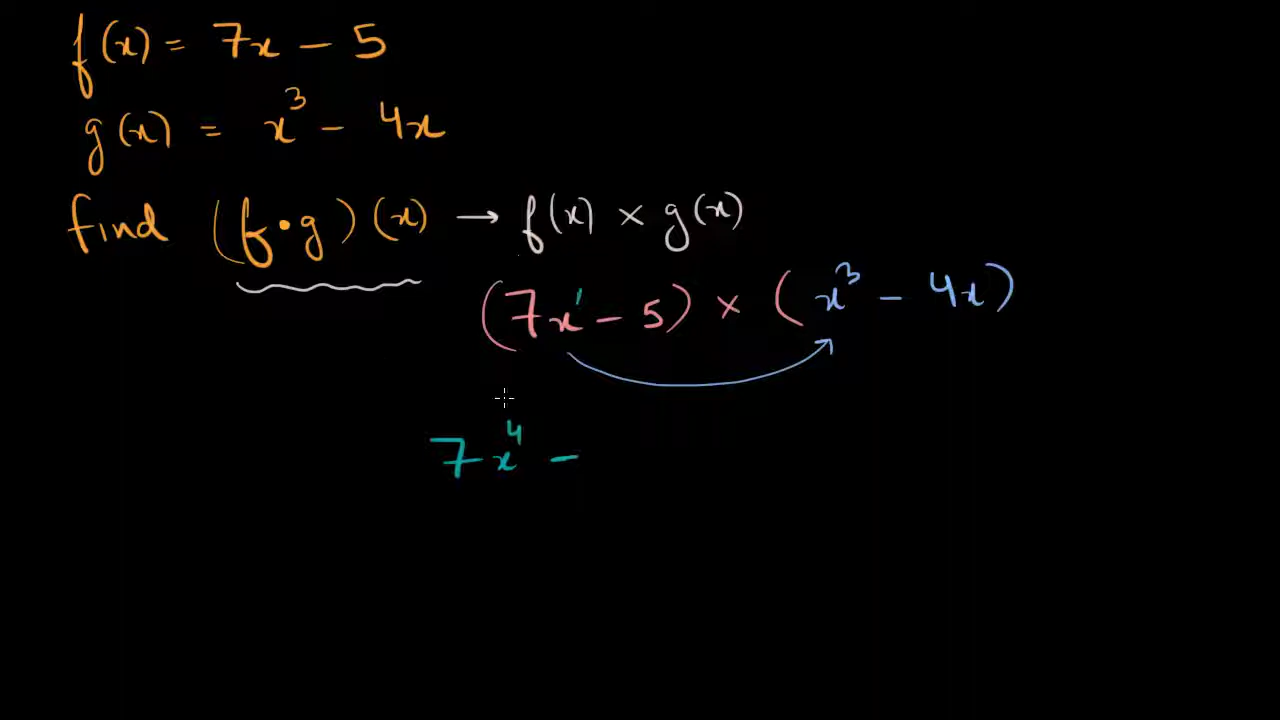 f(x) = 7x - 5
g(x) = x³ - 4x
find (f • g)(x) → f(x) × g(x)
(7x¹ - 5) × (x³ - 4x)
7x⁴ -